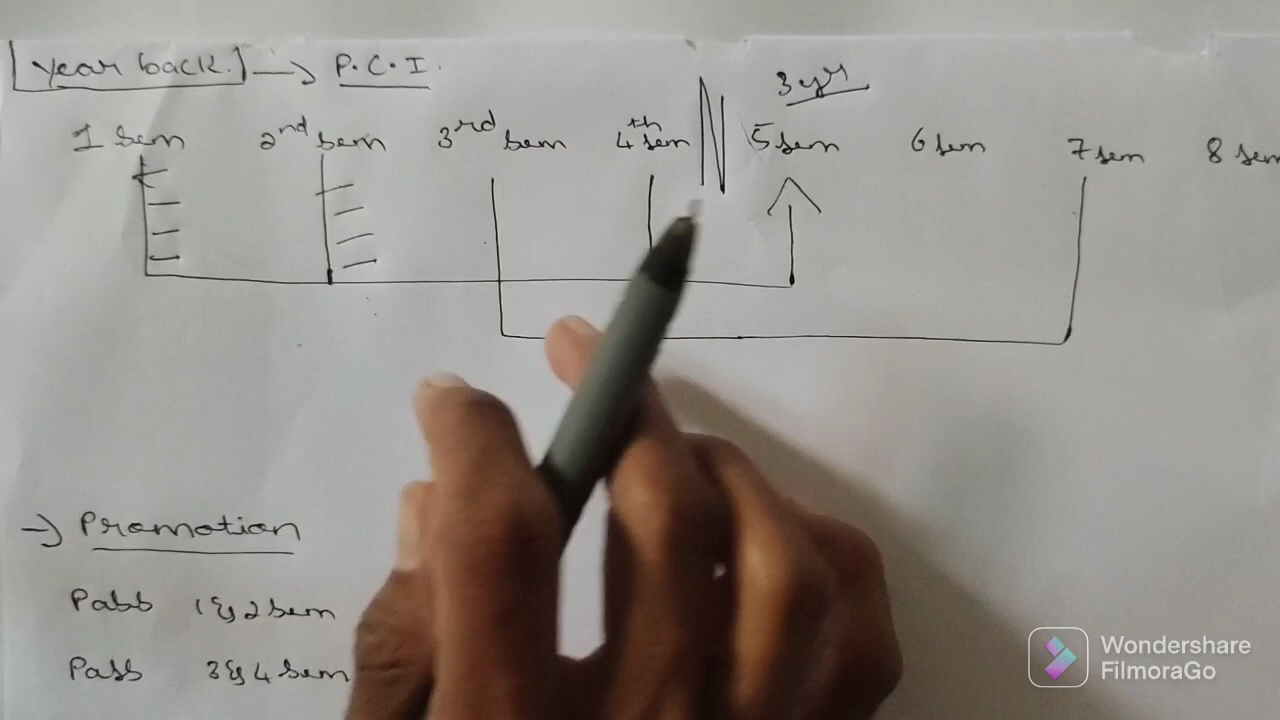 Year back. → P.C.I.
3 yr
1 Sem 2nd sem 3rd sem 4th sem 5 sem 6 sem 7 sem 8 sem
→ Promotion
Pass 1 & 2 sem
Pass 3 & 4 sem
Wondershare
FilmoraGo